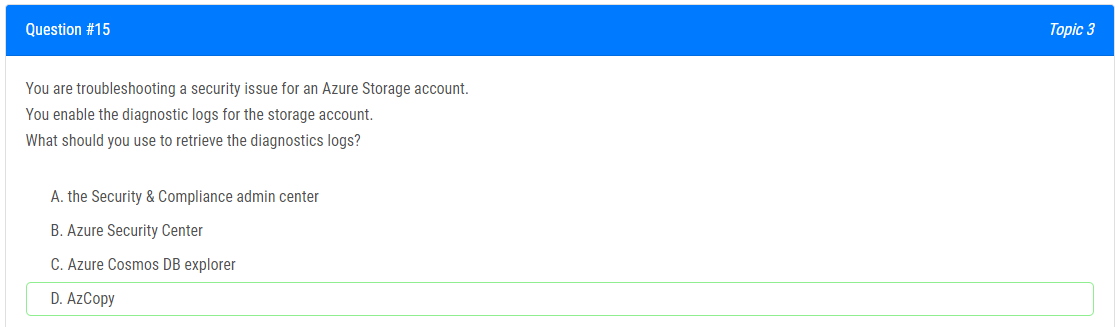 Question #15
Topic 3
You are troubleshooting a security issue for an Azure Storage account.
You enable the diagnostic logs for the storage account.
What should you use to retrieve the diagnostics logs?
A. the Security & Compliance admin center
B. Azure Security Center
C. Azure Cosmos DB explorer
D. AzCopy